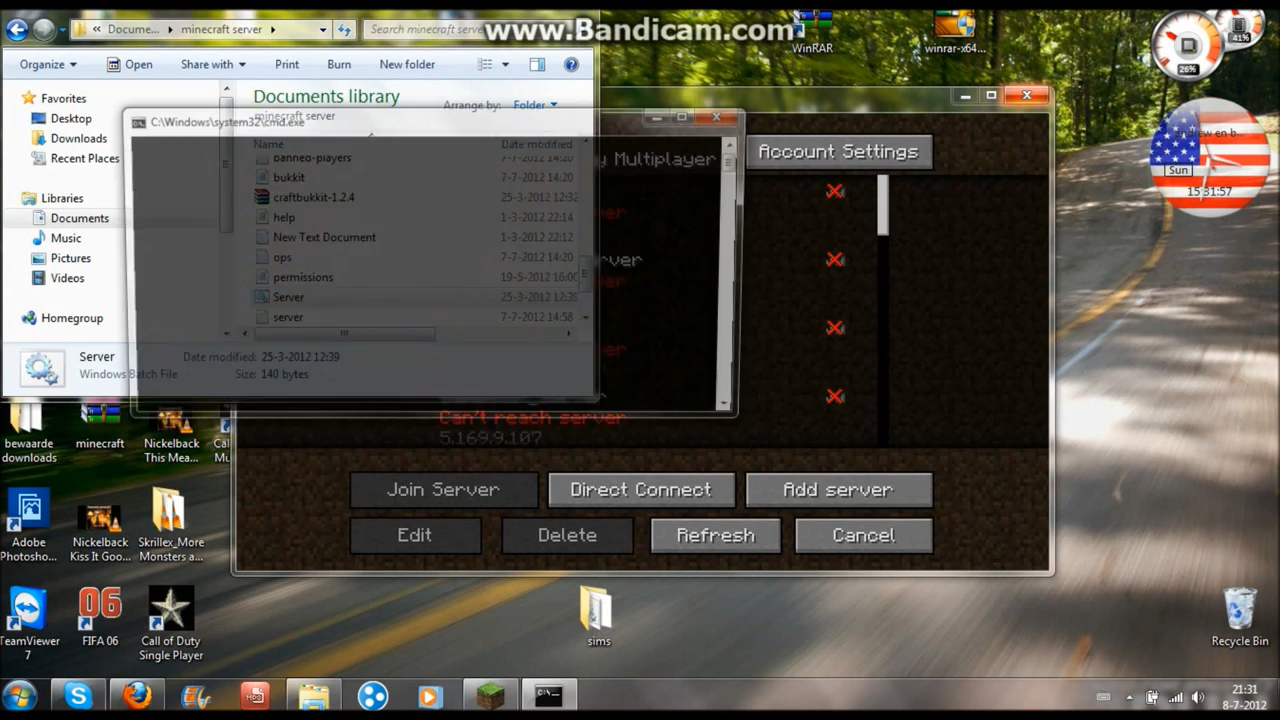 www.Bandicam.com
« Docume...
minecraft server
Search minecraft serve
WinRAR
winrar-x64...
41%
26%
Organize
Open
Share with
Print
Burn
New folder
Favorites
Desktop
Downloads
Recent Places
Libraries
Documents
Music
Pictures
Videos
Homegroup
Documents library
minecraft server
Arrange by:
Folder
C:\Windows\system32\cmd.exe
Name
Date modified
banned-players
7-7-2012 14:20
bukkit
7-7-2012 14:20
craftbukkit-1.2.4
25-3-2012 12:32
help
1-3-2012 22:14
New Text Document
1-3-2012 22:12
ops
7-7-2012 14:20
permissions
19-5-2012 16:00
Server
25-3-2012 12:39
server
7-7-2012 14:58
Server
Date modified: 25-3-2012 12:39
Windows Batch File
Size: 140 bytes
y Multiplayer
Account Settings
Can't reach server
5.169.9.107
Join Server
Direct Connect
Add server
Edit
Delete
Refresh
Cancel
Sun
15:31:57
bewaarde downloads
minecraft
Nickelback This Mea...
Adobe Photosho...
Nickelback Kiss It Goo...
Skrillex_More Monsters a...
TeamViewer 7
FIFA 06
Call of Duty Single Player
sims
Recycle Bin
21:31
8-7-2012